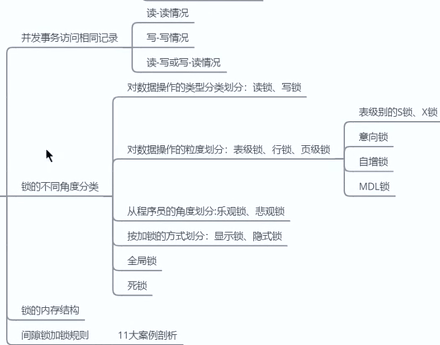 读-读情况
并发事务访问相同记录
写-写情况
读-写或写-读情况
对数据操作的类型分类划分：读锁、写锁
表级别的S锁、X锁
意向锁
对数据操作的粒度划分：表级锁、行锁、页级锁
自增锁
锁的不同角度分类
MDL锁
从程序员的角度划分:乐观锁、悲观锁
按加锁的方式划分：显示锁、隐式锁
全局锁
死锁
锁的内存结构
间隙锁加锁规则
11大案例剖析